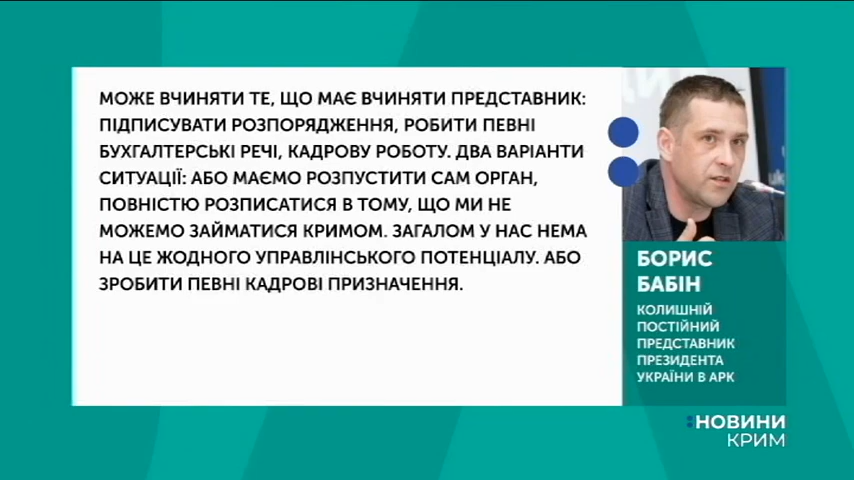 МОЖЕ ВЧИНЯТИ ТЕ, ЩО МАЄ ВЧИНЯТИ ПРЕДСТАВНИК:
ПІДПИСУВАТИ РОЗПОРЯДЖЕННЯ, РОБИТИ ПЕВНІ
БУХГАЛТЕРСЬКІ РЕЧІ, КАДРОВУ РОБОТУ. ДВА ВАРІАНТИ
СИТУАЦІЇ: АБО МАЄМО РОЗПУСТИТИ САМ ОРГАН,
ПОВНІСТЮ РОЗПИСАТИСЯ В ТОМУ, ЩО МИ НЕ
МОЖЕМО ЗАЙМАТИСЯ КРИМОМ. ЗАГАЛОМ У НАС НЕМА
НА ЦЕ ЖОДНОГО УПРАВЛІНСЬКОГО ПОТЕНЦІАЛУ. АБО
ЗРОБИТИ ПЕВНІ КАДРОВІ ПРИЗНАЧЕННЯ.
БОРИС
БАБІН
КОЛИШНІЙ
ПОСТІЙНИЙ
ПРЕДСТАВНИК
ПРЕЗИДЕНТА
УКРАЇНИ В АРК
:НОВИНИ
КРИМ